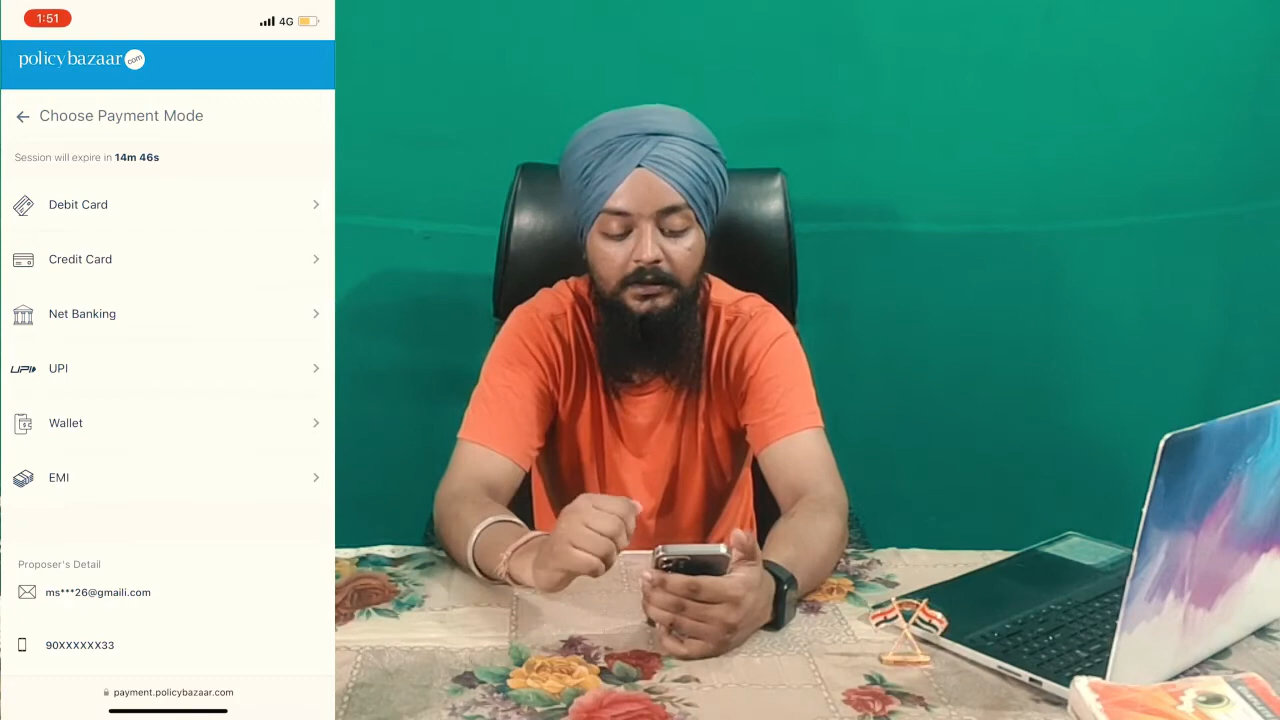 1:51
4G
policybazaar.com
Choose Payment Mode
Session will expire in 14m 46s
Debit Card
Credit Card
Net Banking
UPI UPI
Wallet
EMI
Proposer's Detail
ms***26@gmaili.com
90XXXXXX33
payment.policybazaar.com